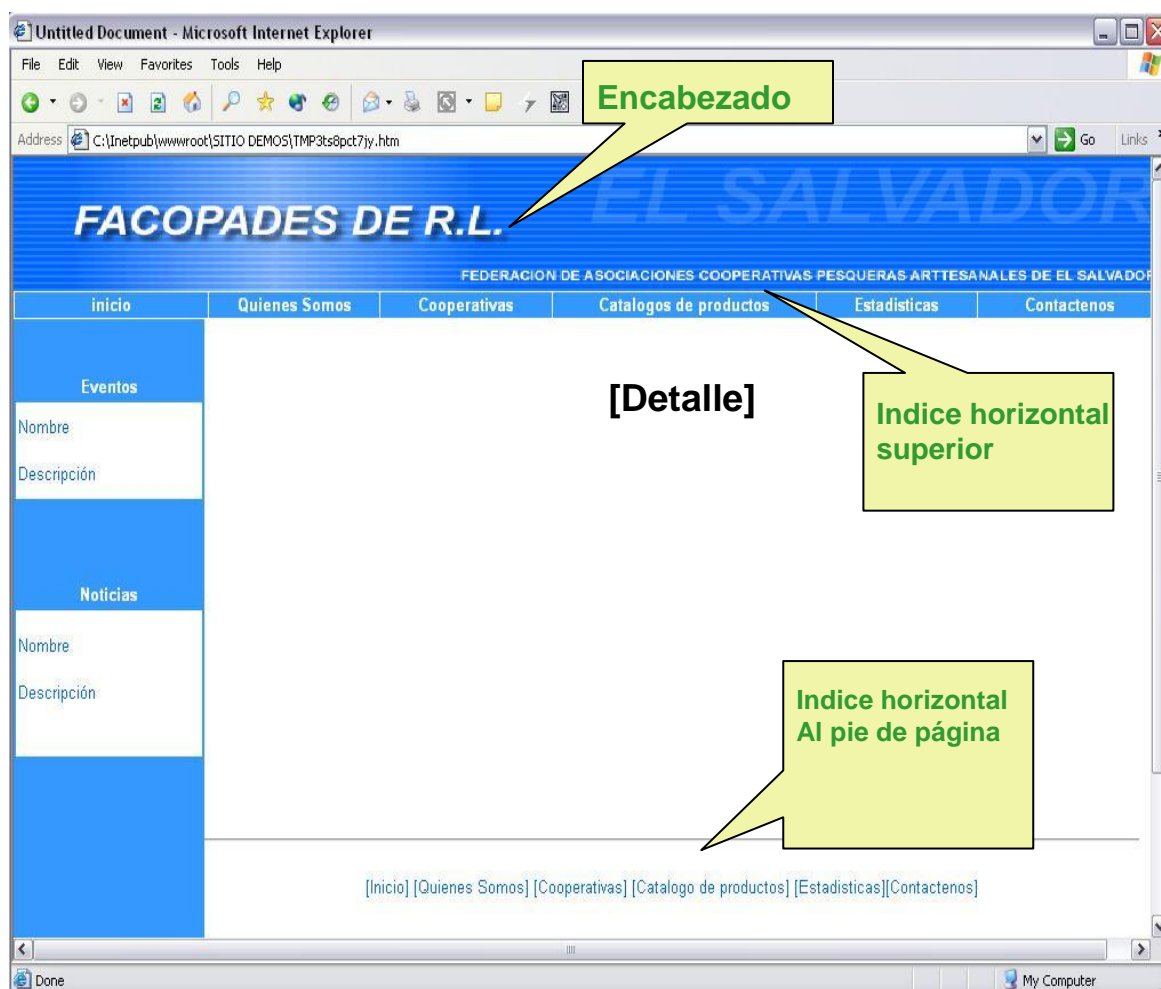 Untitled Document - Microsoft Internet Explorer
File Edit View Favorites Tools Help
Encabezado
Address C:\Inetpub\wwwroot\SITIO DEMOS\TMP3ts8pct7jy.htm Go Links
EL SALVADOR
FACOPADES DE R.L.
FEDERACION DE ASOCIACIONES COOPERATIVAS PESQUERAS ARTTESANALES DE EL SALVADOR
inicio Quienes Somos Cooperativas Catalogos de productos Estadisticas Contactenos
Eventos
[Detalle]
Indice horizontal
superior
Nombre
Descripción
Noticias
Nombre
Descripción
Indice horizontal
Al pie de página
[Inicio] [Quienes Somos] [Cooperativas] [Catalogo de productos] [Estadisticas][Contactenos]
Done My Computer